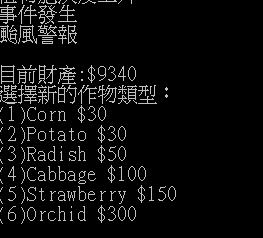 事件發生
颱風警報
目前財產:$9340
選擇新的作物類型：
(1)Corn $30
(2)Potato $30
(3)Radish $50
(4)Cabbage $100
(5)Strawberry $150
(6)Orchid $300